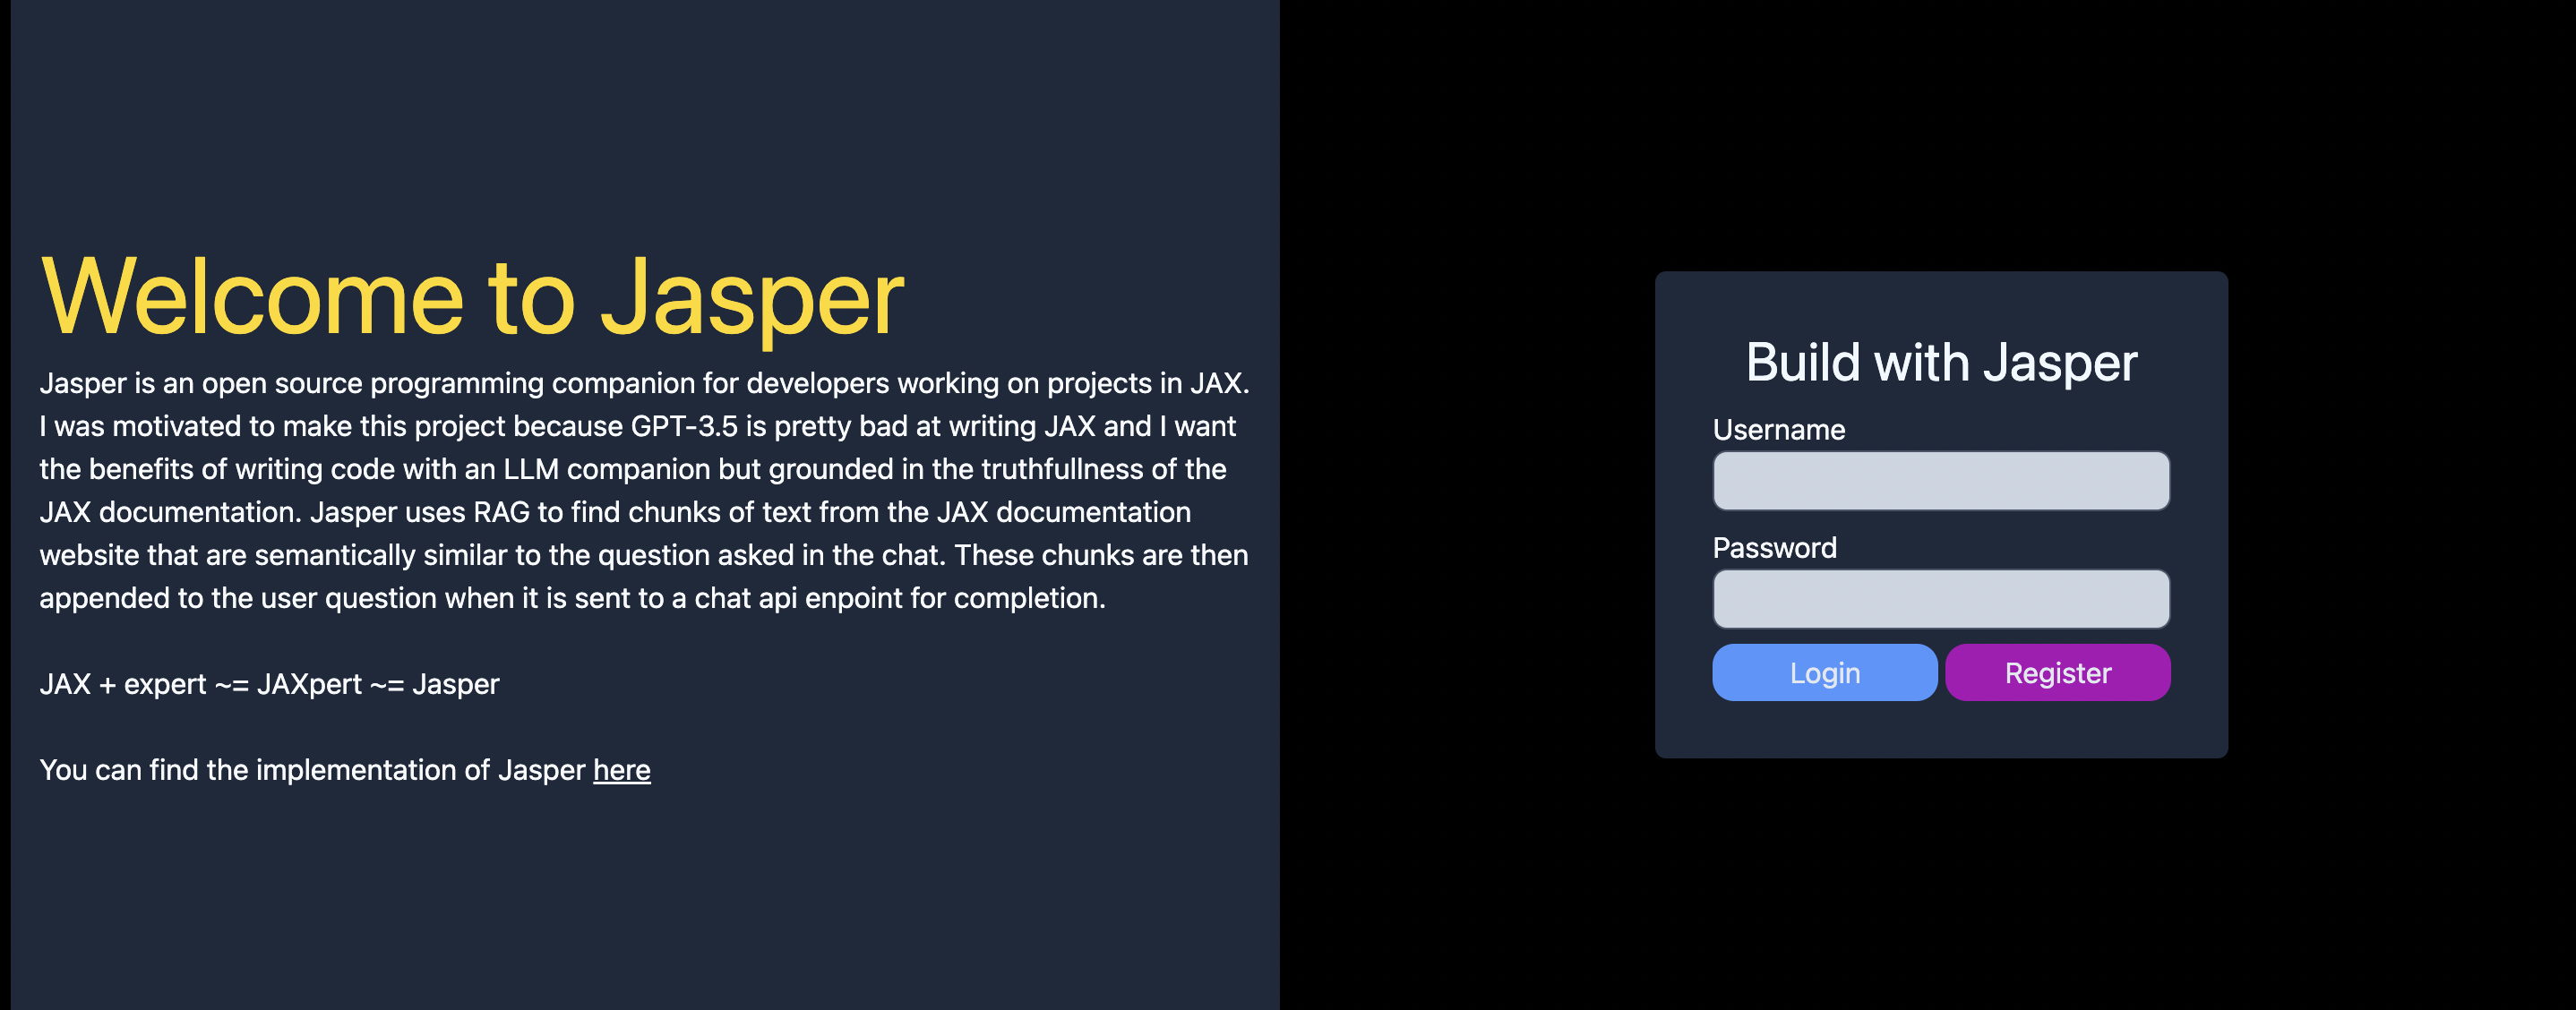 Welcome to Jasper
Jasper is an open source programming companion for developers working on projects in JAX.
I was motivated to make this project because GPT-3.5 is pretty bad at writing JAX and I want
the benefits of writing code with an LLM companion but grounded in the truthfullness of the
JAX documentation. Jasper uses RAG to find chunks of text from the JAX documentation
website that are semantically similar to the question asked in the chat. These chunks are then
appended to the user question when it is sent to a chat api enpoint for completion.
JAX + expert ~= JAXpert ~= Jasper
You can find the implementation of Jasper here
Build with Jasper
Username
Password
Login
Register